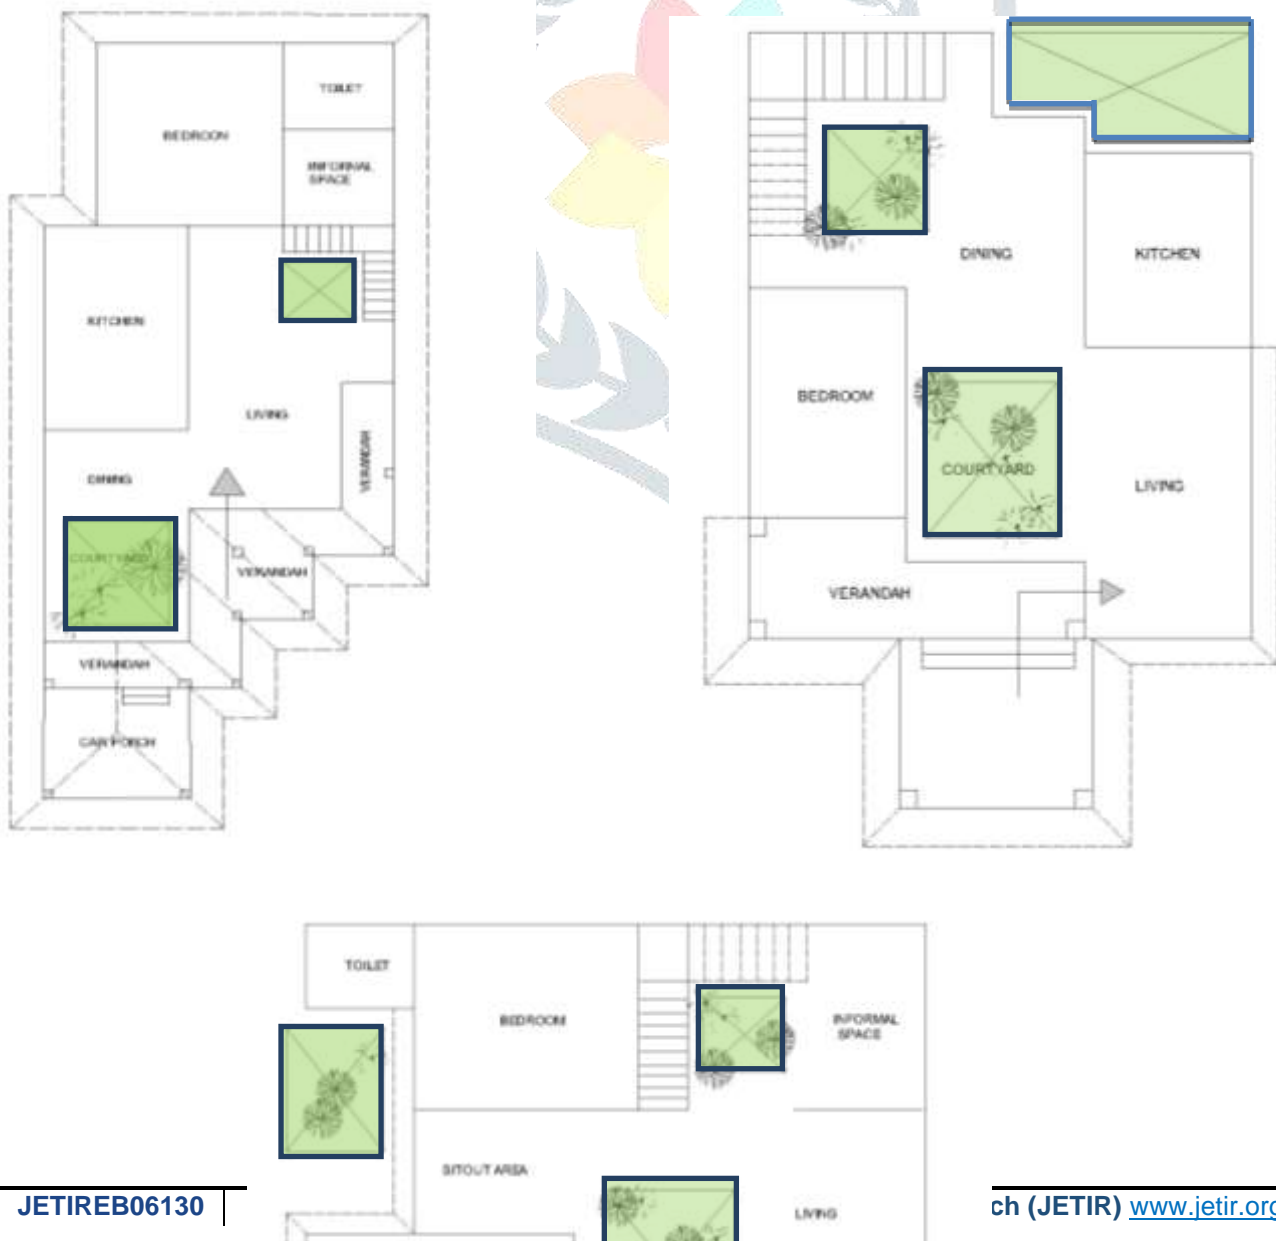 TOILET
BEDROOM
INFORMAL
SPACE
KITCHEN
LIVING
VERANDAH
DINING
COURTYARD
VERANDAH
VERANDAH
CAR PORCH
DINING
KITCHEN
BEDROOM
COURTYARD
LIVING
VERANDAH
TOILET
BEDROOM
INFORMAL
SPACE
SITOUT AREA
LIVING
JETIREB06130
ch (JETIR) www.jetir.org